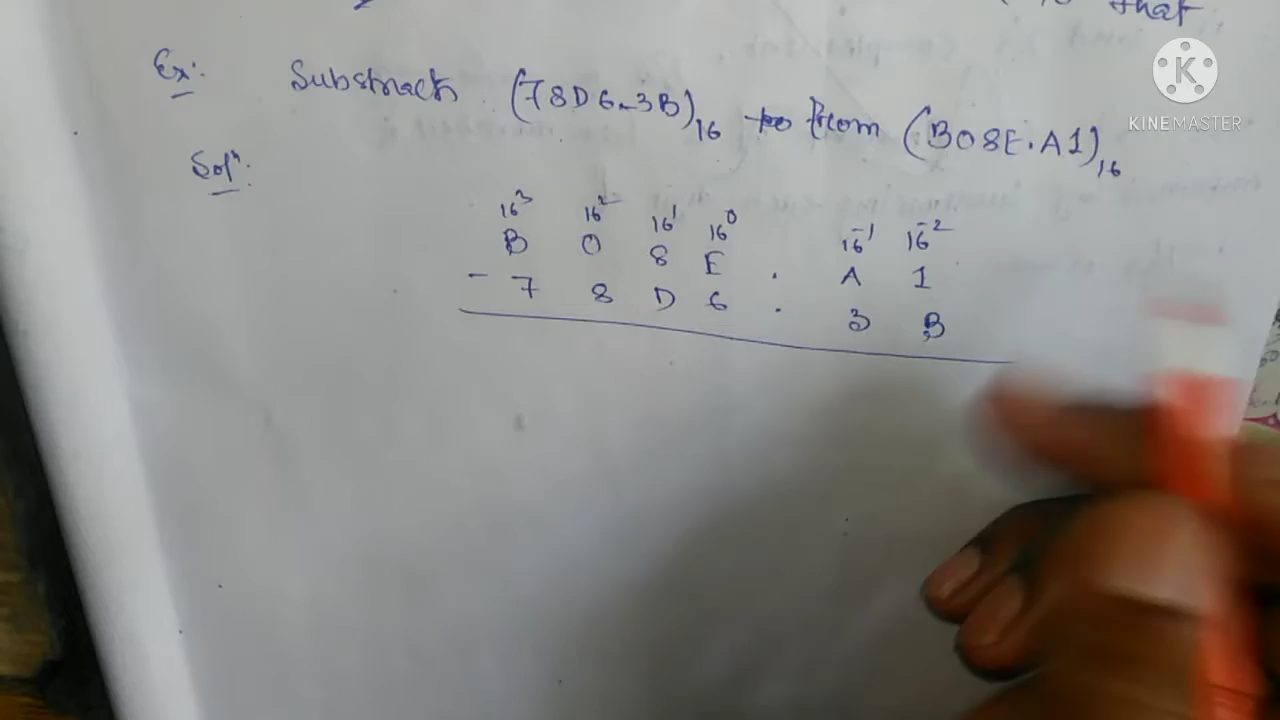 that
Ex:
Substract (78D6.3B)16 from (B08E.A1)16
K
KINEMASTER
Solⁿ:
16³ 16² 16¹ 16⁰ 16⁻¹ 16⁻²
B 0 8 E . A 1
- 7 8 D 6 . 3 B